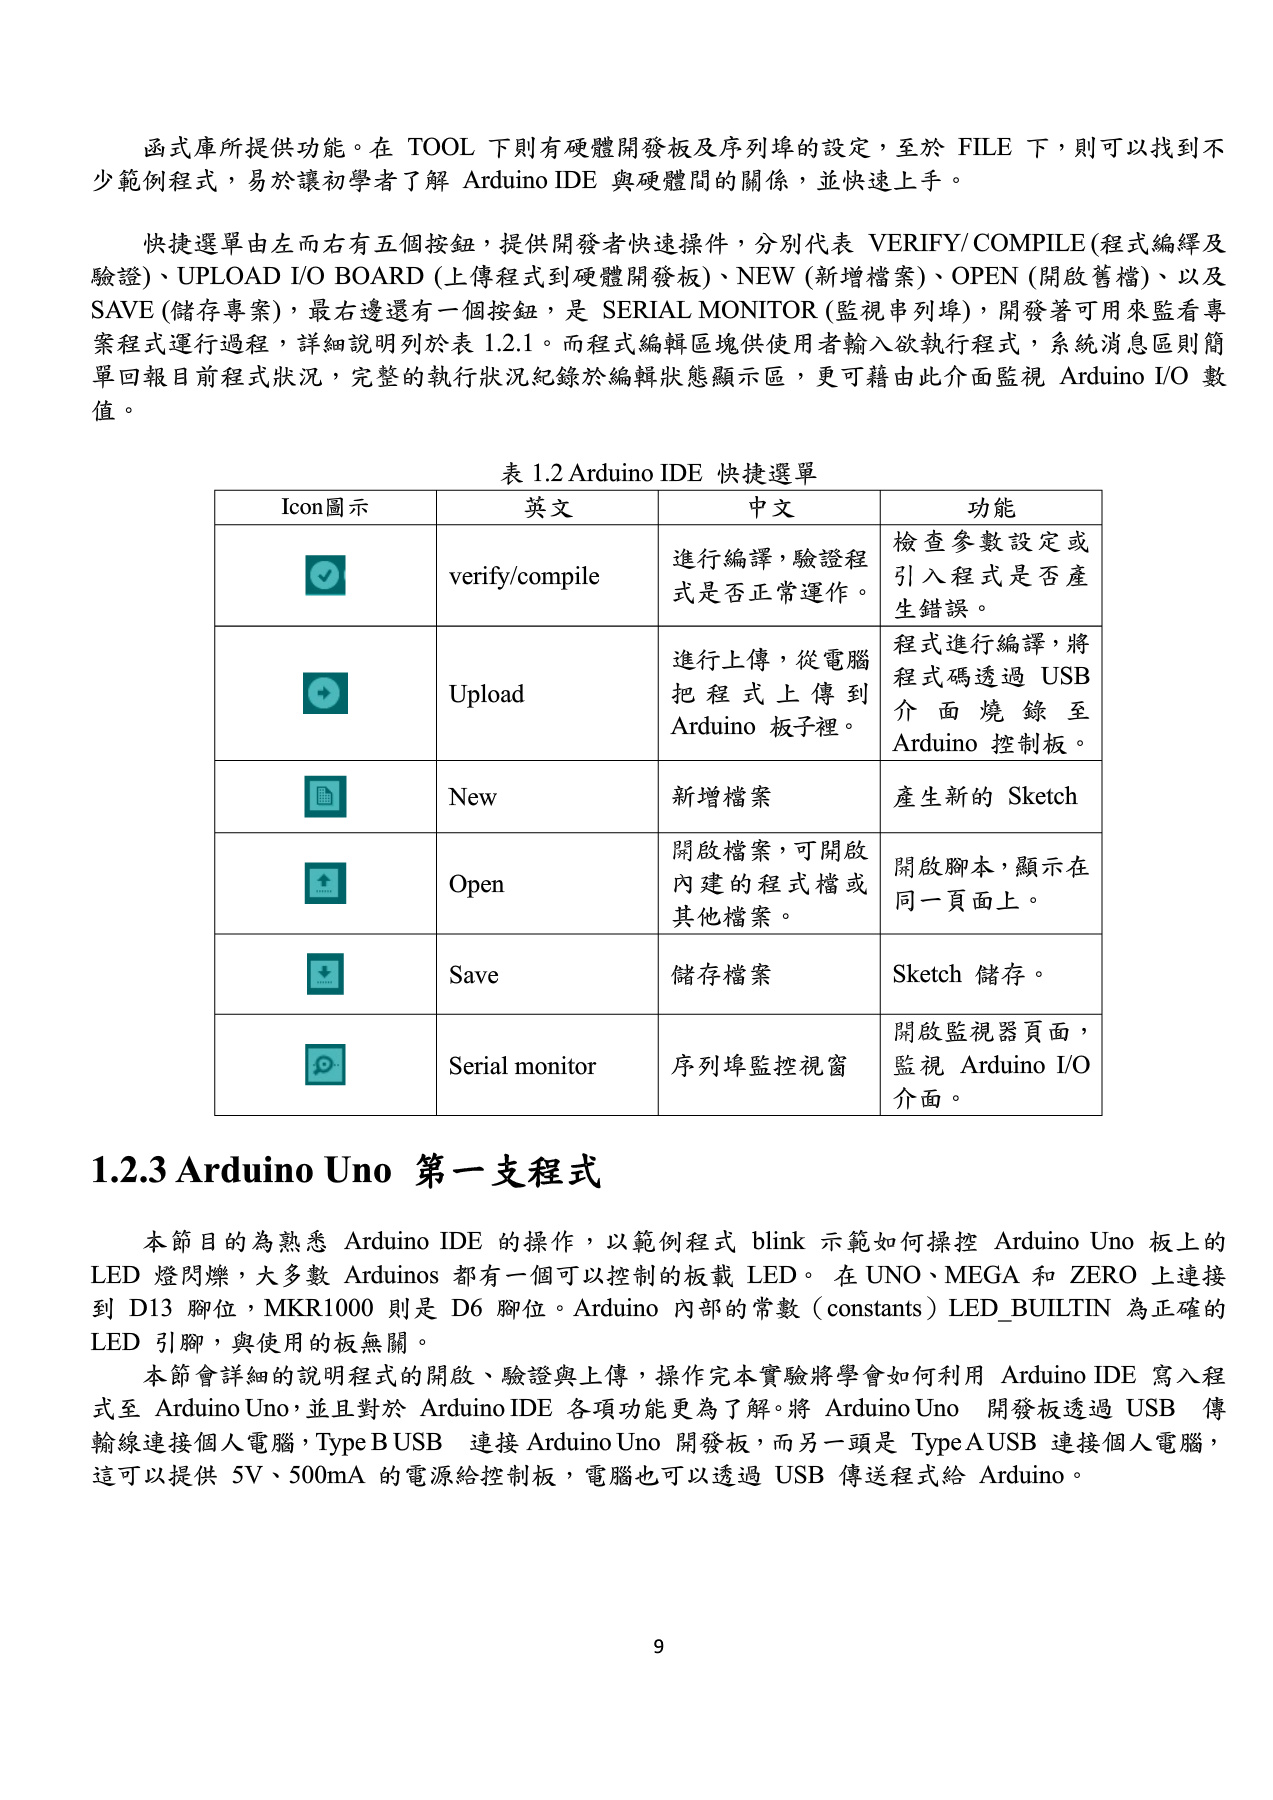 函式庫所提供功能。在 TOOL 下則有硬體開發板及序列埠的設定，至於 FILE 下，則可以找到不
少範例程式，易於讓初學者了解 Arduino IDE 與硬體間的關係，並快速上手。
快捷選單由左而右有五個按鈕，提供開發者快速操件，分別代表 VERIFY/ COMPILE (程式編繹及
驗證)、UPLOAD I/O BOARD (上傳程式到硬體開發板)、NEW (新增檔案)、OPEN (開啟舊檔)、以及
SAVE (儲存專案)，最右邊還有一個按鈕，是 SERIAL MONITOR (監視串列埠)，開發著可用來監看專
案程式運行過程，詳細說明列於表 1.2.1。而程式編輯區塊供使用者輸入欲執行程式，系統消息區則簡
單回報目前程式狀況，完整的執行狀況紀錄於編輯狀態顯示區，更可藉由此介面監視 Arduino I/O 數
值。
表 1.2 Arduino IDE 快捷選單
Icon圖示 英文 中文 功能
verify/compile
進行編譯，驗證程
式是否正常運作。
檢查參數設定或
引入程式是否產
生錯誤。
Upload
進行上傳，從電腦
把程式上傳到
Arduino 板子裡。
程式進行編譯，將
程式碼透過 USB
介面燒錄至
Arduino 控制板。
New
新增檔案
產生新的 Sketch
Open
開啟檔案，可開啟
內建的程式檔或
其他檔案。
開啟腳本，顯示在
同一頁面上。
Save
儲存檔案
Sketch 儲存。
Serial monitor
序列埠監控視窗
開啟監視器頁面，
監視 Arduino I/O
介面。
1.2.3 Arduino Uno 第一支程式
本節目的為熟悉 Arduino IDE 的操作，以範例程式 blink 示範如何操控 Arduino Uno 板上的
LED 燈閃爍，大多數 Arduinos 都有一個可以控制的板載 LED。 在 UNO、MEGA 和 ZERO 上連接
到 D13 腳位，MKR1000 則是 D6 腳位。Arduino 內部的常數（constants）LED_BUILTIN 為正確的
LED 引腳，與使用的板無關。
本節會詳細的說明程式的開啟、驗證與上傳，操作完本實驗將學會如何利用 Arduino IDE 寫入程
式至 Arduino Uno，並且對於 Arduino IDE 各項功能更為了解。將 Arduino Uno 開發板透過 USB 傳
輸線連接個人電腦，Type B USB 連接 Arduino Uno 開發板，而另一頭是 Type A USB 連接個人電腦，
這可以提供 5V、500mA 的電源給控制板，電腦也可以透過 USB 傳送程式給 Arduino。
9